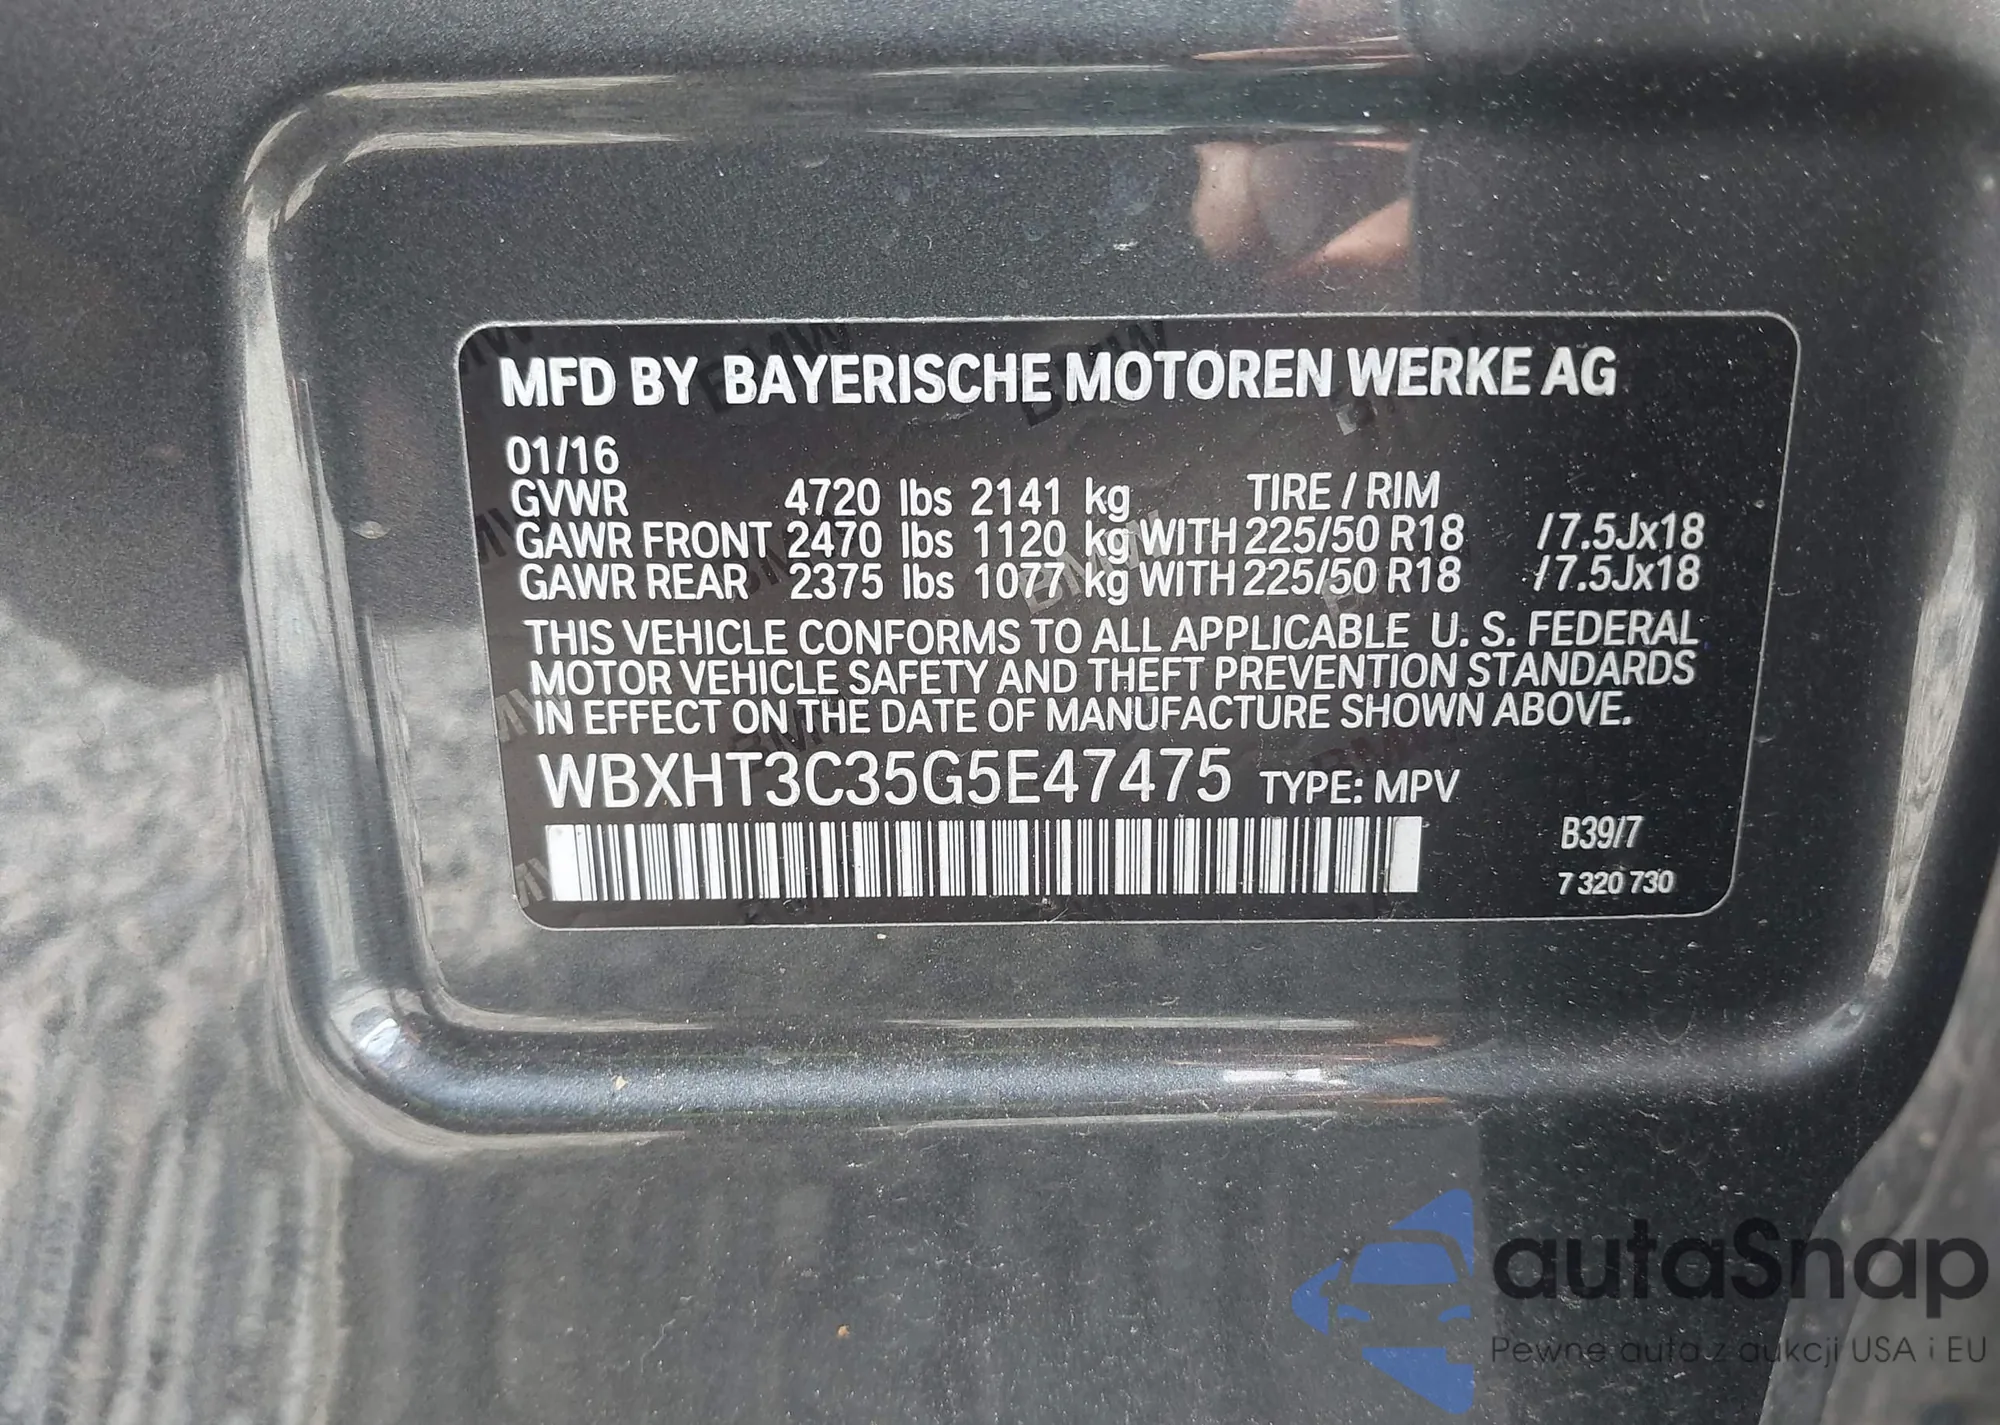 MFD BY BAYERISCHE MOTOREN WERKE AG
01/16
GVWR 4720 lbs 2141 kg TIRE / RIM
GAWR FRONT 2470 lbs 1120 kg WITH 225/50 R18 /7.5Jx18
GAWR REAR 2375 lbs 1077 kg WITH 225/50 R18 /7.5Jx18
THIS VEHICLE CONFORMS TO ALL APPLICABLE U. S. FEDERAL
MOTOR VEHICLE SAFETY AND THEFT PREVENTION STANDARDS
IN EFFECT ON THE DATE OF MANUFACTURE SHOWN ABOVE.
WBXHT3C35G5E47475 TYPE: MPV
B39/7
7 320 730
autaSnap
Pewne auta z aukcji USA i EU